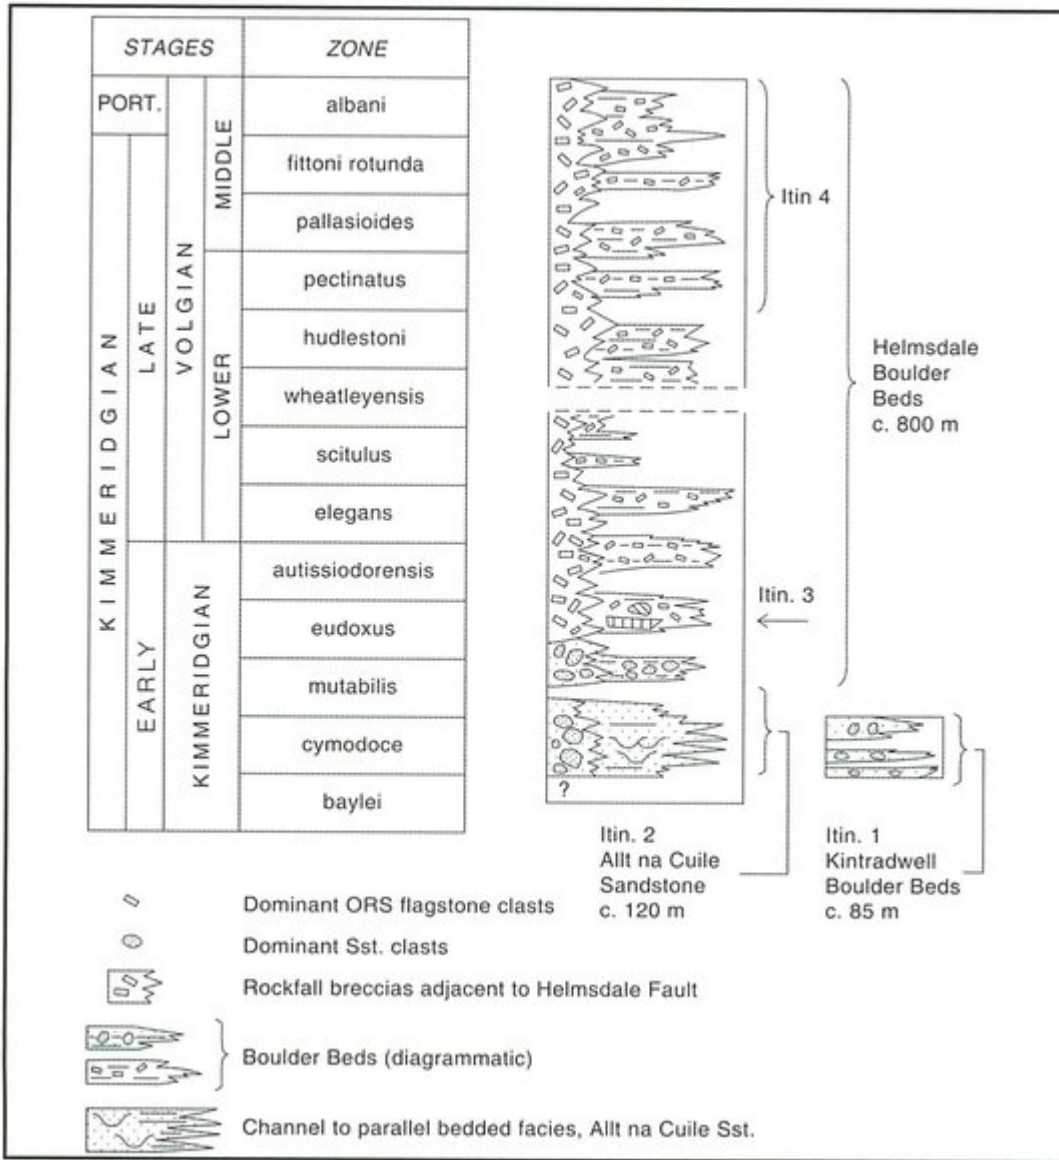 STAGES
ZONE
PORT.
KIMMERIDGIAN
LATE
EARLY
VOLGIAN
KIMMERIDGIAN
MIDDLE
LOWER
albani
fittoni rotunda
pallasioides
pectinatus
hudlestoni
wheatleyensis
scitulus
elegans
autissiodorensis
eudoxus
mutabilis
cymodoce
baylei
Itin 4
Helmsdale
Boulder
Beds
c. 800 m
Itin. 3
?
Itin. 2
Allt na Cuile
Sandstone
c. 120 m
Itin. 1
Kintradwell
Boulder Beds
c. 85 m
Dominant ORS flagstone clasts
Dominant Sst. clasts
Rockfall breccias adjacent to Helmsdale Fault
Boulder Beds (diagrammatic)
Channel to parallel bedded facies, Allt na Cuile Sst.